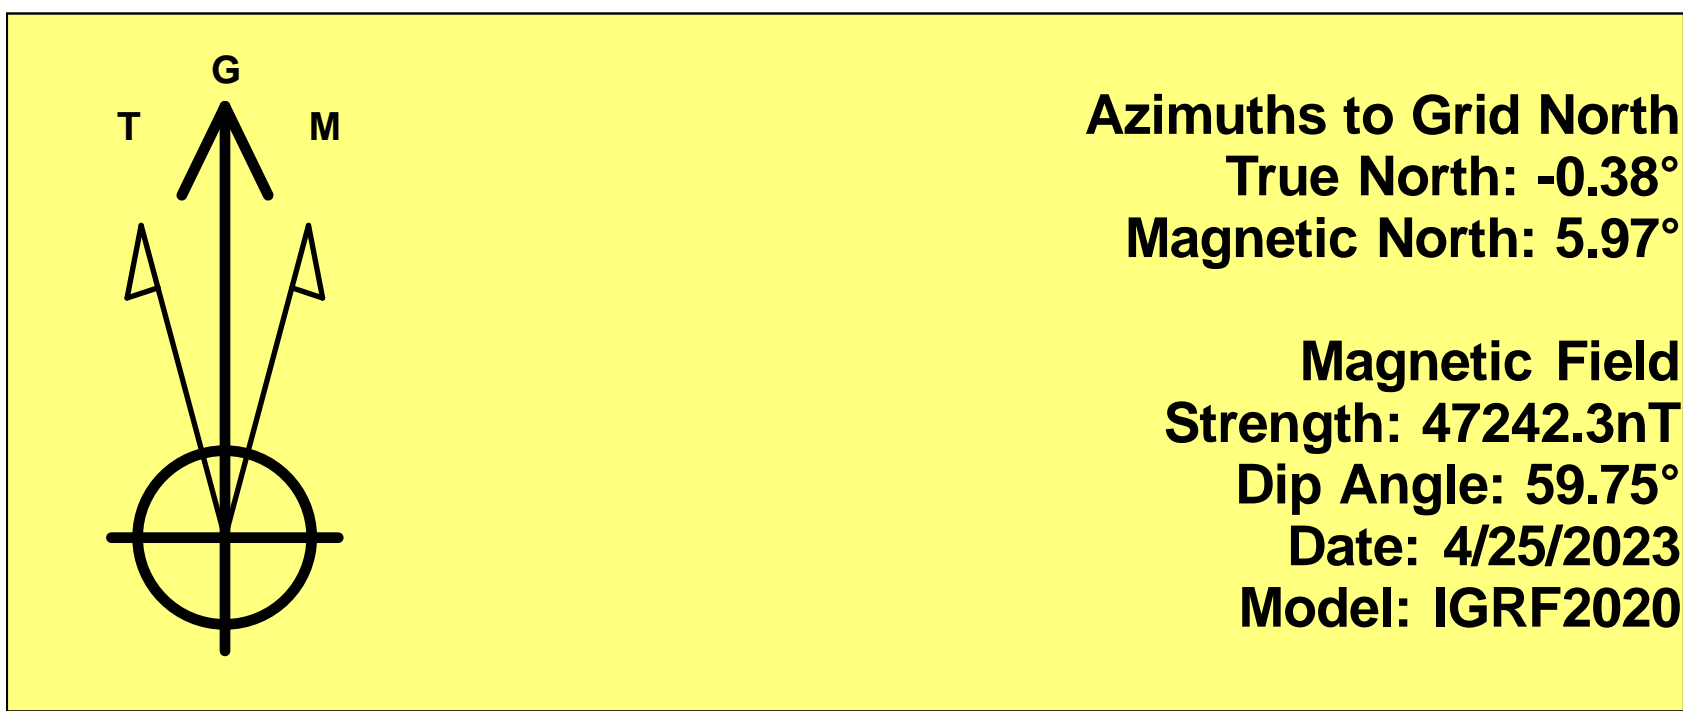 G
T
M
Azimuths to Grid North
True North: -0.38°
Magnetic North: 5.97°
Magnetic Field
Strength: 47242.3nT
Dip Angle: 59.75°
Date: 4/25/2023
Model: IGRF2020